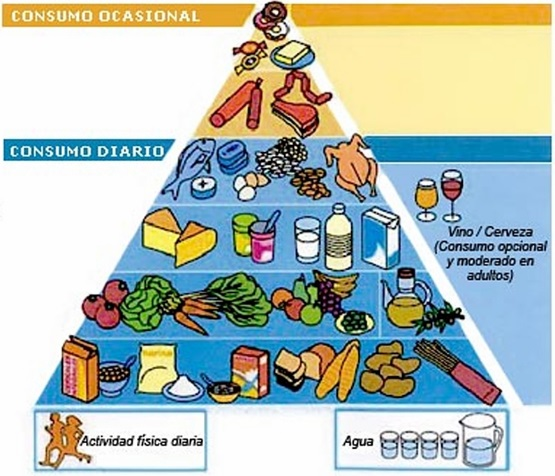 CONSUMO OCASIONAL
CONSUMO DIARIO
Vino / Cerveza
(Consumo opcional
y moderado en
adultos)
Actividad física diaria
Agua